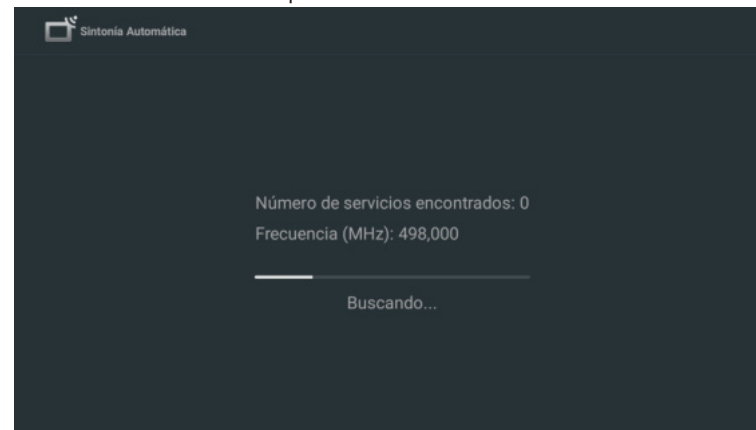 Sintonía Automática
Número de servicios encontrados: 0
Frecuencia (MHz): 498,000
Buscando...